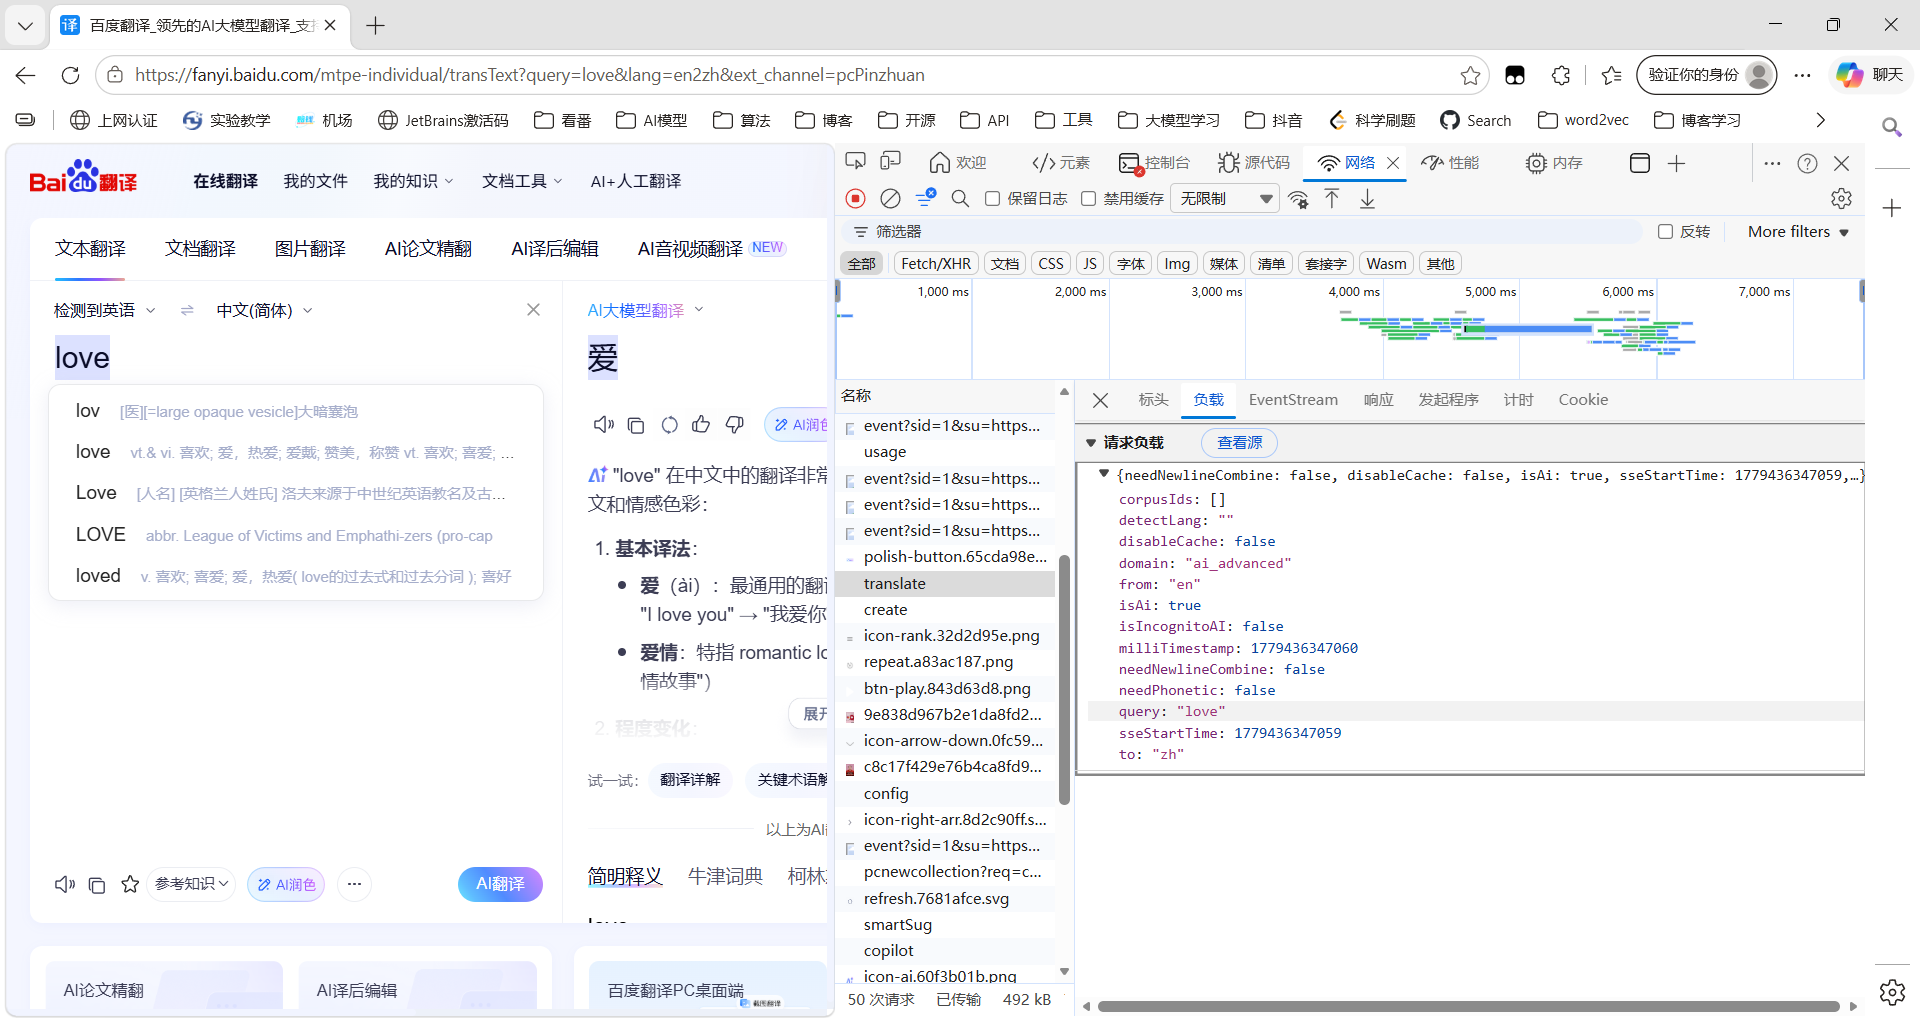 百度翻译_领先的AI大模型翻译_支持
https://fanyi.baidu.com/mtpe-individual/transText?query=love&lang=en2zh&ext_channel=pcPinzhuan
验证你的身份
聊天
上网认证 实验教学 机场 JetBrains激活码 看番 AI模型 算法 博客 开源 API 工具 大模型学习 抖音 科学刷题 Search word2vec 博客学习
Bai du 翻译
在线翻译 我的文件 我的知识 文档工具 AI+人工翻译
文本翻译 文档翻译 图片翻译 AI论文精翻 AI译后编辑 AI音视频翻译 NEW
检测到英语 中文(简体)
love
lov [医][=large opaque vesicle]大暗塞泡
love vt.& vi. 喜欢; 爱，热爱; 爱戴; 赞美，称赞 vt. 喜欢; 喜爱; ...
Love [人名] [英格兰人姓氏] 洛夫来源于中世纪英语教名及古...
LOVE abbr. League of Victims and Emphathi-zers (pro-cap
loved v. 喜欢; 喜爱; 爱，热爱( love的过去式和过去分词 ); 喜好
参考知识 AI润色 ... AI翻译
AI大模型翻译
爱
AI润色
"love" 在中文中的翻译非常
文和情感色彩：
1. 基本译法：
爱（ài）：最通用的翻译
"I love you" → "我爱你
爱情：特指 romantic lo
情故事"）
2. 程度变化：
展开
试一试： 翻译详解 关键术语解
以上为AI翻
简明释义 牛津词典 柯林
love
AI论文精翻 AI译后编辑 百度翻译PC桌面端
截图翻译
欢迎 元素 控制台 源代码 网络 性能 内存
保留日志 禁用缓存 无限制
筛选器 反转 More filters
全部 Fetch/XHR 文档 CSS JS 字体 Img 媒体 清单 套接字 Wasm 其他
1,000 ms 2,000 ms 3,000 ms 4,000 ms 5,000 ms 6,000 ms 7,000 ms
名称
event?sid=1&su=https...
usage
event?sid=1&su=https...
event?sid=1&su=https...
event?sid=1&su=https...
polish-button.65cda98e...
translate
create
icon-rank.32d2d95e.png
repeat.a83ac187.png
btn-play.843d63d8.png
9e838d967b2e1da8fd2...
icon-arrow-down.0fc59...
c8c17f429e76b4ca8fd9...
config
icon-right-arr.8d2c90ff.s...
event?sid=1&su=https...
pcnewcollection?req=c...
refresh.7681afce.svg
smartSug
copilot
icon-ai.60f3b01b.png
50 次请求 已传输 492 kB
标头 负载 EventStream 响应 发起程序 计时 Cookie
请求负载 查看源
{needNewlineCombine: false, disableCache: false, isAi: true, sseStartTime: 1779436347059,…}
corpusIds: []
detectLang: ""
disableCache: false
domain: "ai_advanced"
from: "en"
isAi: true
isIncognitoAI: false
milliTimestamp: 1779436347060
needNewlineCombine: false
needPhonetic: false
query: "love"
sseStartTime: 1779436347059
to: "zh"